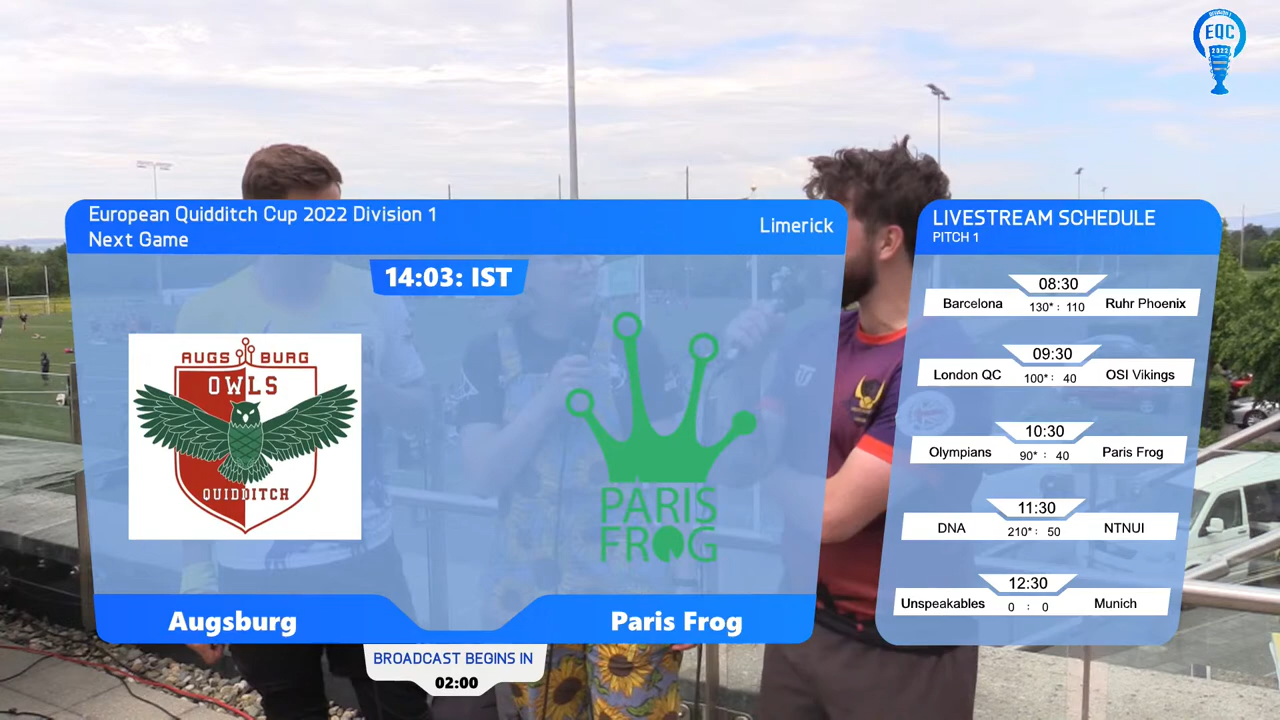 DIVISION 1
EQC
2022
European Quidditch Cup 2022 Division 1
Next Game
Limerick
14:03: IST
AUGSBURG
OWLS
QUIDDITCH
PARIS
FROG
Augsburg
Paris Frog
BROADCAST BEGINS IN
02:00
LIVESTREAM SCHEDULE
PITCH 1
08:30
Barcelona 130* : 110 Ruhr Phoenix
09:30
London QC 100* : 40 OSI Vikings
10:30
Olympians 90* : 40 Paris Frog
11:30
DNA 210* : 50 NTNUI
12:30
Unspeakables 0 : 0 Munich